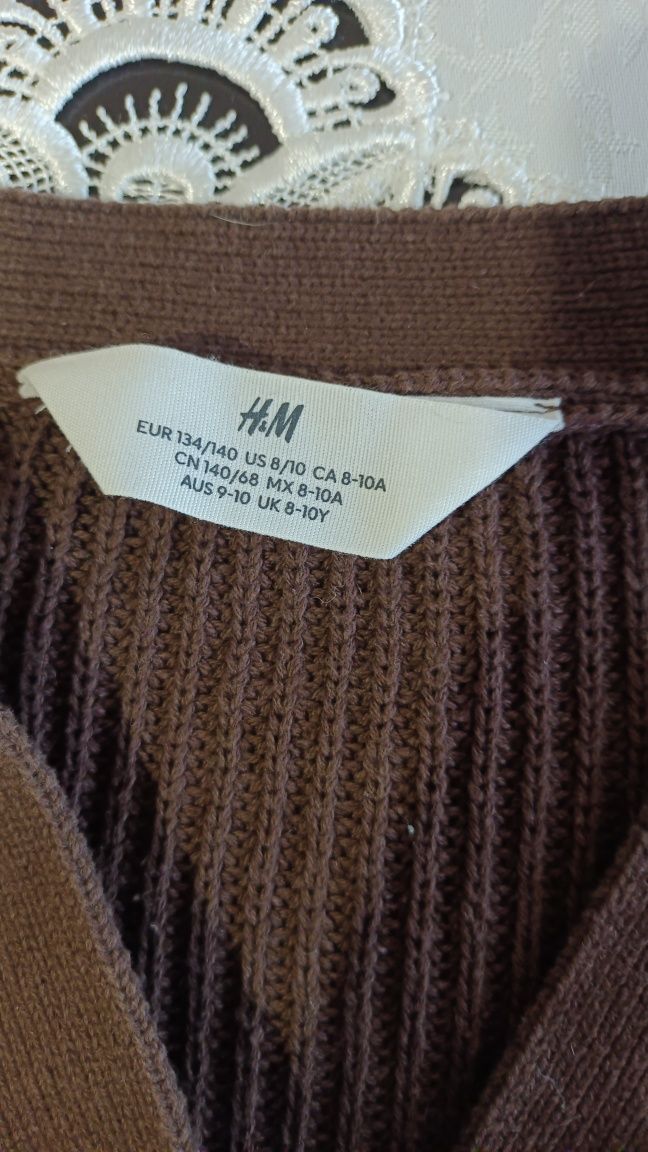 H&M
EUR 134/140 US 8/10 CA 8-10A
CN 140/68 MX 8-10A
AUS 9-10 UK 8-10Y